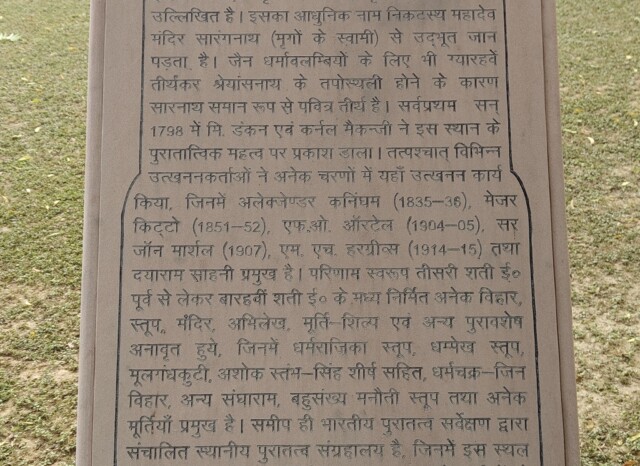 उल्लिखित है। इसका आधुनिक नाम निकटस्थ महादेव
मंदिर सारंगनाथ (मृगों के स्वामी) से उद्भूत जान
पड़ता है। जैन धर्मावलम्बियों के लिए भी ग्यारहवें
तीर्थंकर श्रेयांसनाथ के तपोस्थली होने के कारण
सारनाथ समान रूप से पवित्र तीर्थ है। सर्वप्रथम सन्
1798 में मि. डंकन एवं कर्नल मैकन्जी ने इस स्थान के
पुरातात्विक महत्व पर प्रकाश डाला। तत्पश्चात् विभिन्न
उत्खननकर्ताओं ने अनेक चरणों में यहाँ उत्खनन कार्य
किया, जिनमें अलेक्जेण्डर कनिंघम (1835–36), मेजर
किट्टो (1851–52), एफ.ओ. ऑरटेल (1904–05), सर
जॉन मार्शल (1907), एम. एच. हरग्रीव्स (1914–15) तथा
दयाराम साहनी प्रमुख है। परिणाम स्वरूप तीसरी शती ई०
पूर्व से लेकर बारहवीं शती ई० के मध्य निर्मित अनेक विहार,
स्तूप, मंदिर, अभिलेख, मूर्ति–शिल्प एवं अन्य पुरावशेष
अनावृत हुये, जिनमें धर्मराजिका स्तूप, धम्मेख स्तूप,
मूलगंधकुटी, अशोक स्तंभ–सिंह शीर्ष सहित, धर्मचक्र–जिन
विहार, अन्य संघाराम, बहुसंख्य मनौती स्तूप तथा अनेक
मूर्तियाँ प्रमुख है। समीप ही भारतीय पुरातत्व सर्वेक्षण द्वारा
संचालित स्थानीय पुरातत्व संग्रहालय है, जिनमें इस स्थल